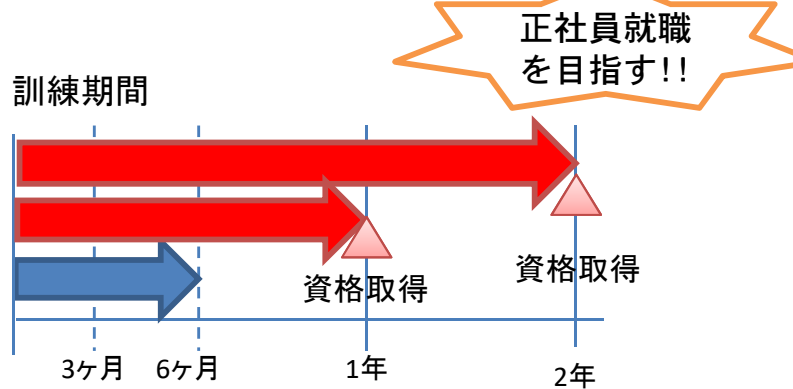 正社員就職
を目指す!!
訓練期間
資格取得
資格取得
3ヶ月
6ヶ月
1年
2年